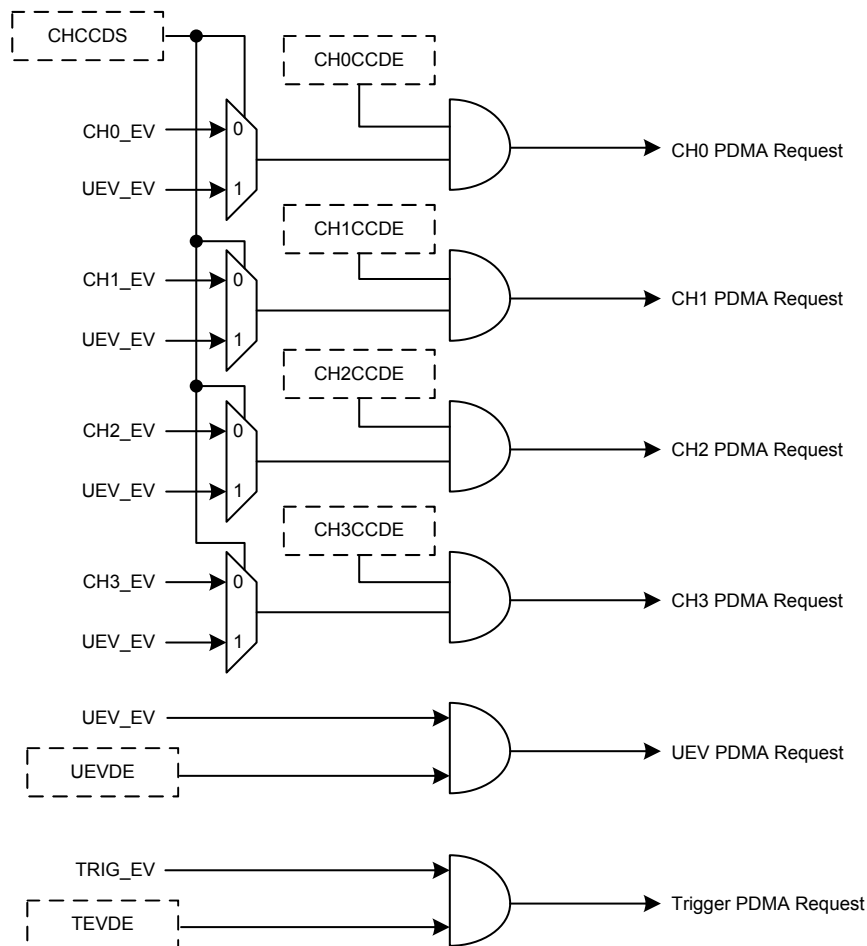 CHCCDS
CH0CCDE
CH0_EV
0
CH0 PDMA Request
UEV_EV
1
CH1CCDE
CH1_EV
0
CH1 PDMA Request
UEV_EV
1
CH2CCDE
CH2_EV
0
CH2 PDMA Request
UEV_EV
1
CH3CCDE
CH3_EV
0
CH3 PDMA Request
UEV_EV
1
UEV_EV
UEV PDMA Request
UEVDE
TRIG_EV
Trigger PDMA Request
TEVDE